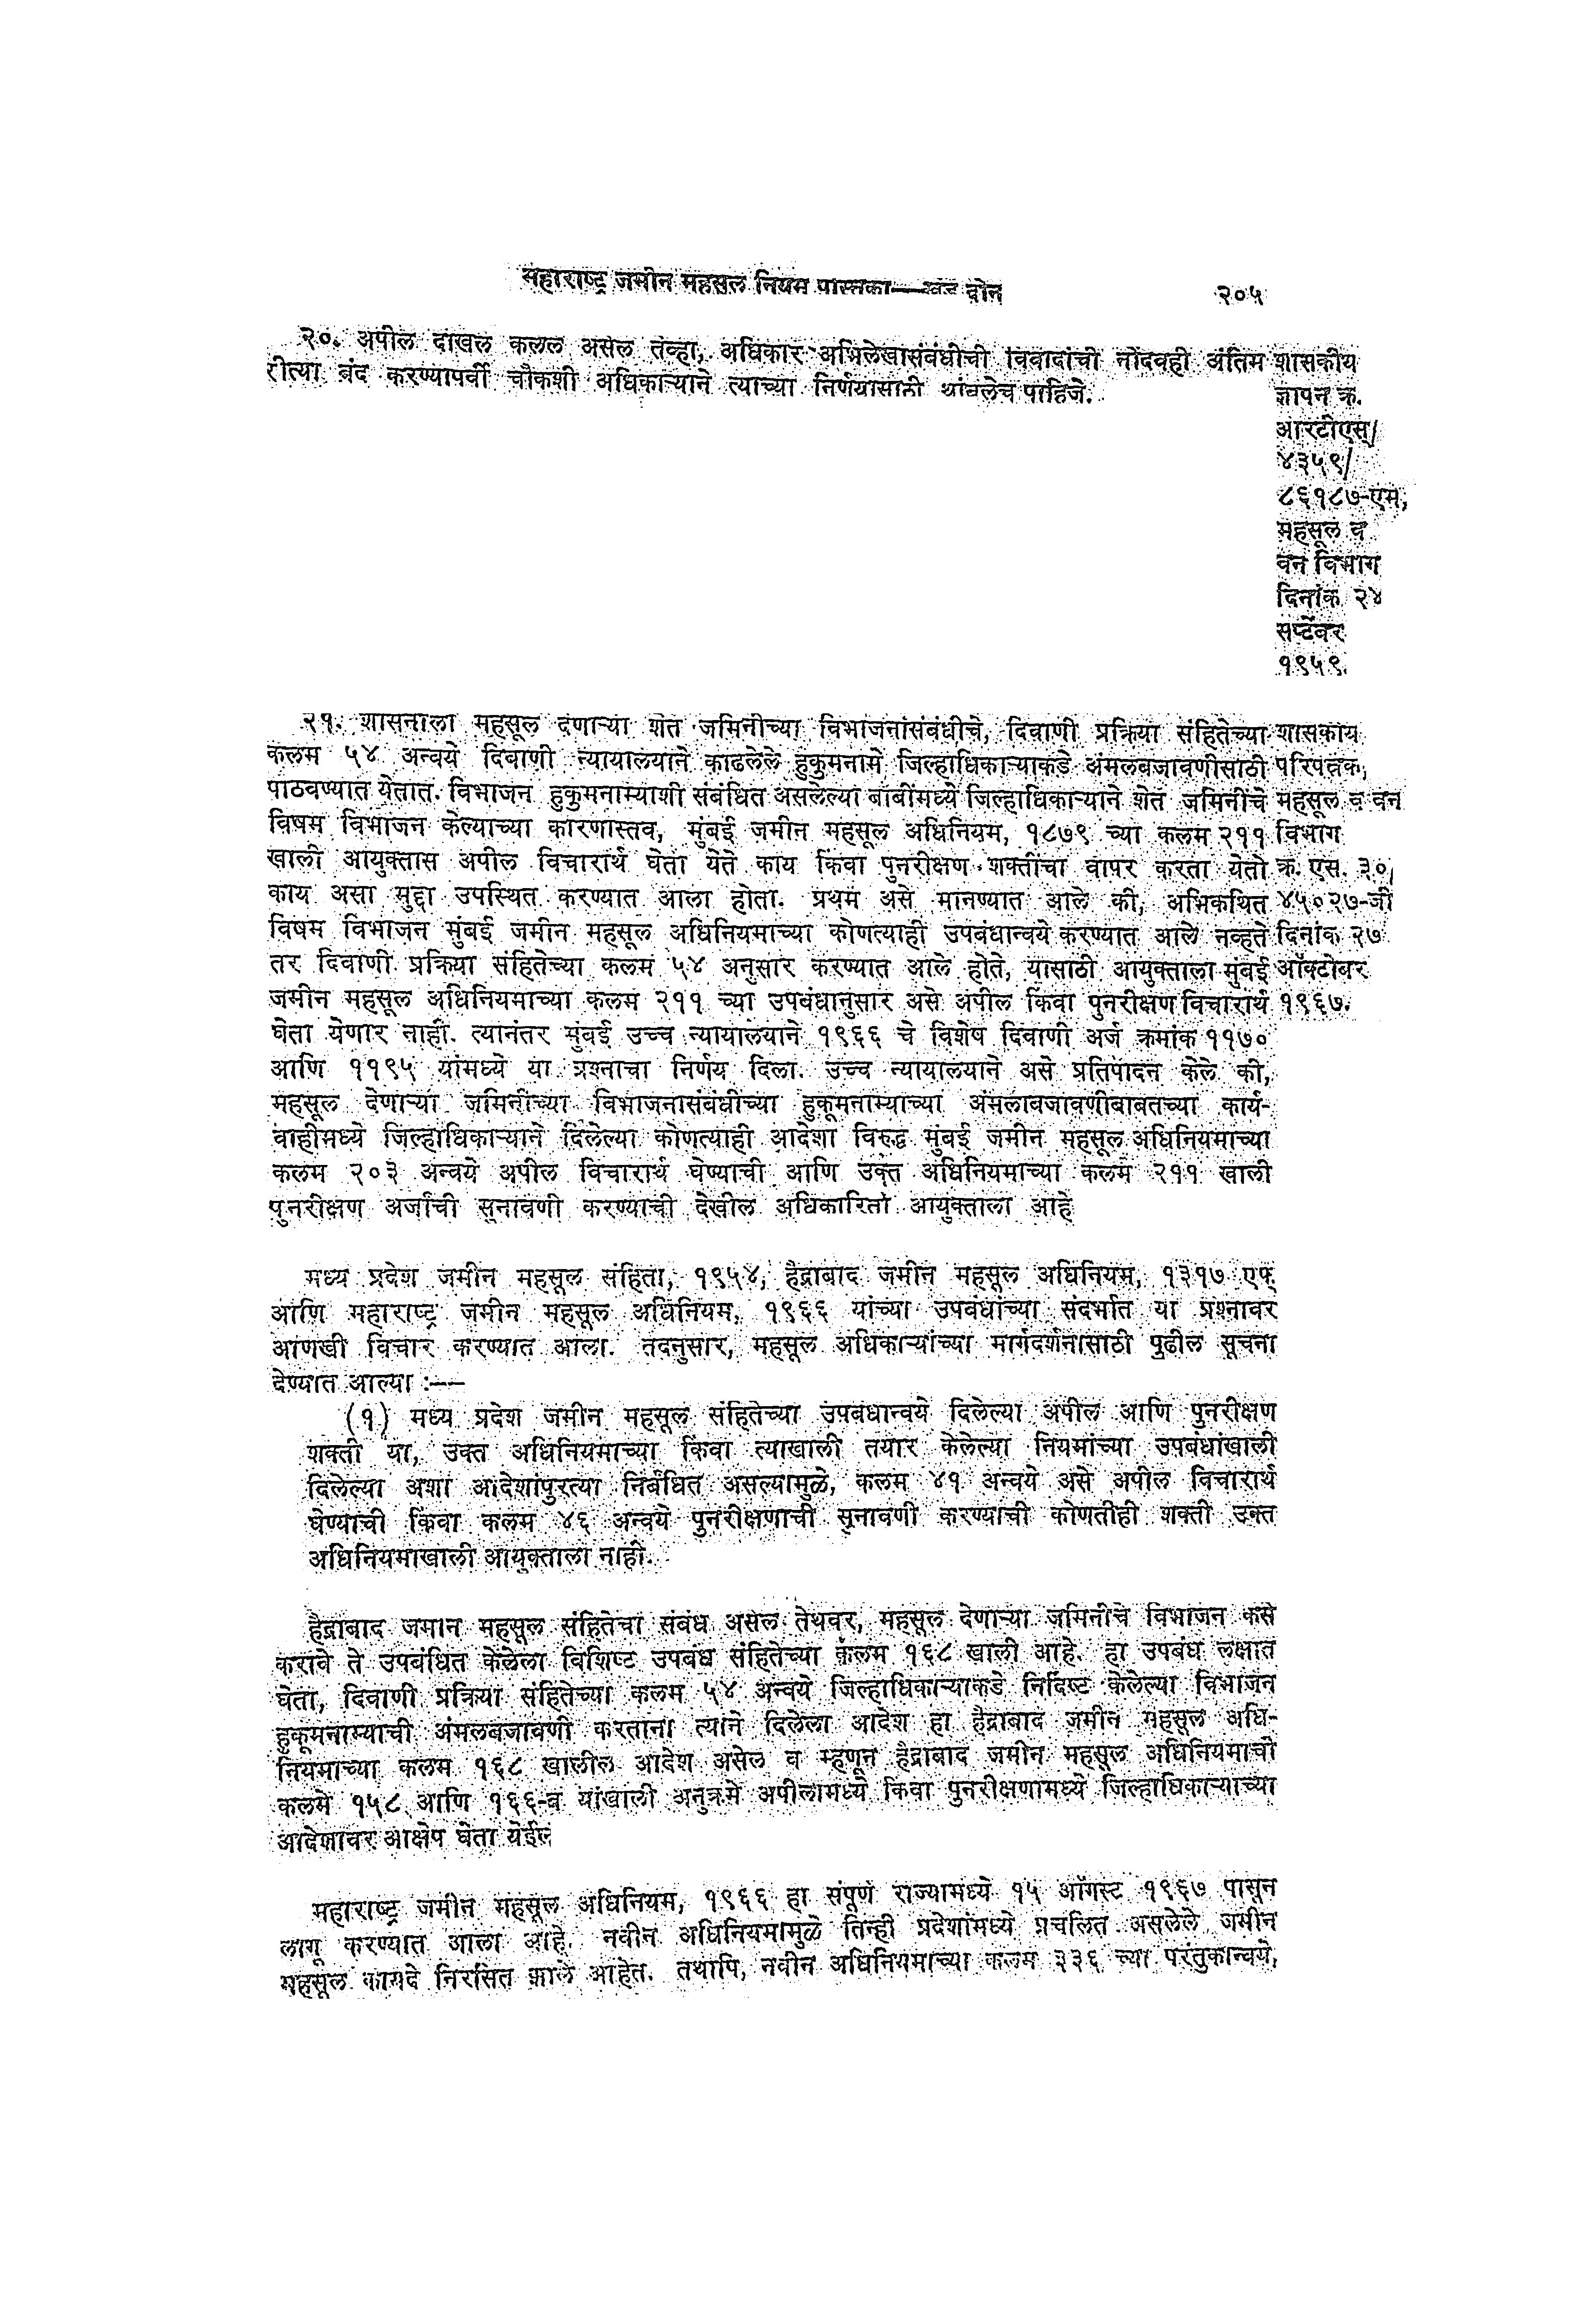 महाराष्ट्र जमीन महसूल नियम पुस्तिका—खंड दोन २०५
२०. अपील दाखल केलेले असेल तेव्हा, अधिकार अभिलेखासंबंधीची विवादांची नोंदवही अंतिम
रीत्या बंद करण्यापूर्वी चौकशी अधिकाऱ्याने त्याच्या निर्णयासाठी थांबलेच पाहिजे.
शासकीय
ज्ञापन क्र.
आरटीएस/
४३५९/
८६१८७-एम,
महसूल व
वन विभाग
दिनांक २४
सप्टेंबर
१९५९.
२१. शासनाला महसूल देणाऱ्या शेत जमिनीच्या विभाजनांसंबंधीचे, दिवाणी प्रक्रिया संहितेच्या
कलम ५४ अन्वये दिवाणी न्यायालयाने काढलेले हुकुमनामे जिल्हाधिकाऱ्याकडे अंमलबजावणीसाठी
पाठवण्यात येतात. विभाजन हुकुमनाम्याशी संबंधित असलेल्या बाबींमध्ये जिल्हाधिकाऱ्याने शेत जमिनीचे
विषम विभाजन केल्याच्या कारणास्तव, मुंबई जमीन महसूल अधिनियम, १८७९ च्या कलम २११
खाली आयुक्तास अपील विचारार्थ घेता येते काय किंवा पुनरीक्षण शक्तीचा वापर करता येतो
काय असा मुद्दा उपस्थित करण्यात आला होता. प्रथम असे मानण्यात आले की, अभिकथित
विषम विभाजन मुंबई जमीन महसूल अधिनियमाच्या कोणत्याही उपबंधान्वये करण्यात आले नव्हते
तर दिवाणी प्रक्रिया संहितेच्या कलम ५४ अनुसार करण्यात आले होते, यासाठी आयुक्ताला मुंबई
जमीन महसूल अधिनियमाच्या कलम २११ च्या उपबंधानुसार असे अपील किंवा पुनरीक्षण विचारार्थ
घेता येणार नाही. त्यानंतर मुंबई उच्च न्यायालयाने १९६६ चे विशेष दिवाणी अर्ज क्रमांक ११७०
आणि ११९५ यांमध्ये या प्रश्नाचा निर्णय दिला. उच्च न्यायालयाने असे प्रतिपादन केले की,
महसूल देणाऱ्या जमिनीच्या विभाजनासंबंधीच्या हुकूमनाम्याच्या अंमलबजावणीबाबतच्या कार्य-
वाहीमध्ये जिल्हाधिकाऱ्याने दिलेल्या कोणत्याही आदेशा विरुद्ध मुंबई जमीन महसूल अधिनियमाच्या
कलम २०३ अन्वये अपील विचारार्थ घेण्याची आणि उक्त अधिनियमाच्या कलम २११ खाली
पुनरीक्षण अर्जाची सुनावणी करण्याची देखील अधिकारिता आयुक्ताला आहे
शासकीय
परिपत्रक,
महसूल व वन
विभाग
क्र. एस. ३०/
४५०२७-जी
दिनांक २७
ऑक्टोबर
१९६७.
मध्य प्रदेश जमीन महसूल संहिता, १९५४, हैद्राबाद जमीन महसूल अधिनियम, १३१७ एफ्
आणि महाराष्ट्र जमीन महसूल अधिनियम, १९६६ यांच्या उपबंधांच्या संदर्भात या प्रश्नावर
आणखी विचार करण्यात आला. तदनुसार, महसूल अधिकाऱ्यांच्या मार्गदर्शनासाठी पुढील सूचना
देण्यात आल्या :—
(१) मध्य प्रदेश जमीन महसूल संहितेच्या उपबंधान्वये दिलेल्या अपील आणि पुनरीक्षण
शक्ती या, उक्त अधिनियमाच्या किंवा त्याखाली तयार केलेल्या नियमांच्या उपबंधांखाली
दिलेल्या अशा आदेशांपुरत्या निर्बंधित असल्यामुळे, कलम ४१ अन्वये असे अपील विचारार्थ
घेण्याची किंवा कलम ४६ अन्वये पुनरीक्षणाची सुनावणी करण्याची कोणतीही शक्ती उक्त
अधिनियमाखाली आयुक्ताला नाही.
हैद्राबाद जमीन महसूल संहितेचा संबंध असेल तेथवर, महसूल देणाऱ्या जमिनीचे विभाजन कसे
करावे ते उपबंधित केलेला विशिष्ट उपबंध संहितेच्या कलम १६८ खाली आहे. हा उपबंध लक्षात
घेता, दिवाणी प्रक्रिया संहितेच्या कलम ५४ अन्वये जिल्हाधिकाऱ्याकडे निर्दिष्ट केलेल्या विभाजन
हुकूमनाम्याची अंमलबजावणी करताना त्याने दिलेला आदेश हा हैद्राबाद जमीन महसूल अधि-
नियमाच्या कलम १६८ खालील आदेश असेल व म्हणून हैद्राबाद जमीन महसूल अधिनियमाची
कलमे १५८ आणि १६६-ब यांखाली अनुक्रमे अपीलामध्ये किंवा पुनरीक्षणामध्ये जिल्हाधिकाऱ्याच्या
आदेशावर आक्षेप घेता येईल
महाराष्ट्र जमीन महसूल अधिनियम, १९६६ हा संपूर्ण राज्यामध्ये १५ ऑगस्ट १९६७ पासून
लागू करण्यात आला आहे. नवीन अधिनियमामुळे तिन्ही प्रदेशांमध्ये प्रचलित असलेले जमीन
महसूल कायदे निरसित झाले आहेत. तथापि, नवीन अधिनियमाच्या कलम ३३६ च्या परंतुकान्वये,